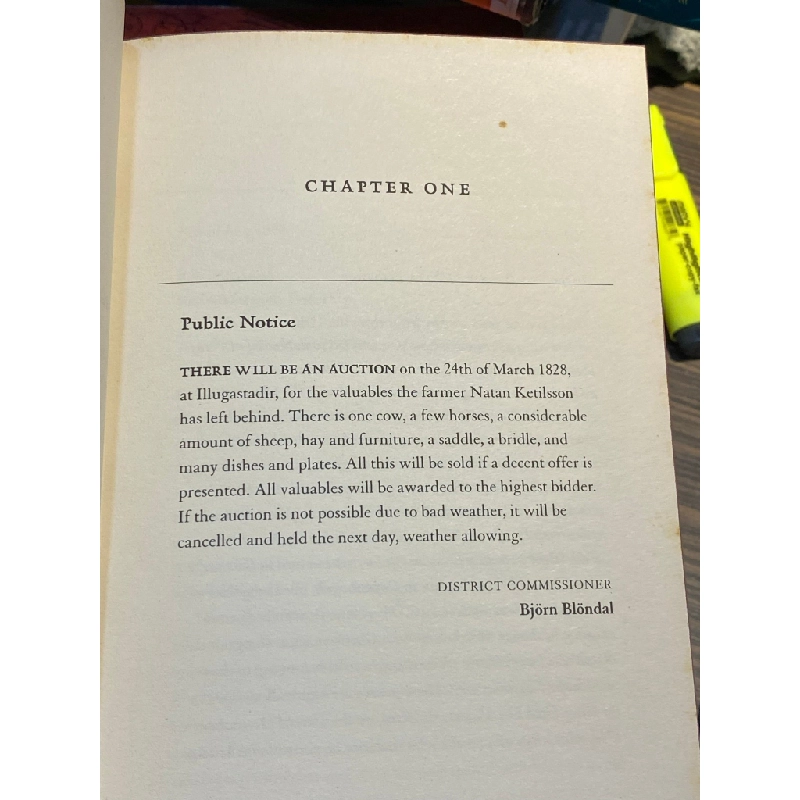 CHAPTER ONE
Public Notice
THERE WILL BE AN AUCTION on the 24th of March 1828,
at Illugastadir, for the valuables the farmer Natan Ketilsson
has left behind. There is one cow, a few horses, a considerable
amount of sheep, hay and furniture, a saddle, a bridle, and
many dishes and plates. All this will be sold if a decent offer is
presented. All valuables will be awarded to the highest bidder.
If the auction is not possible due to bad weather, it will be
cancelled and held the next day, weather allowing.
DISTRICT COMMISSIONER
Björn Blöndal